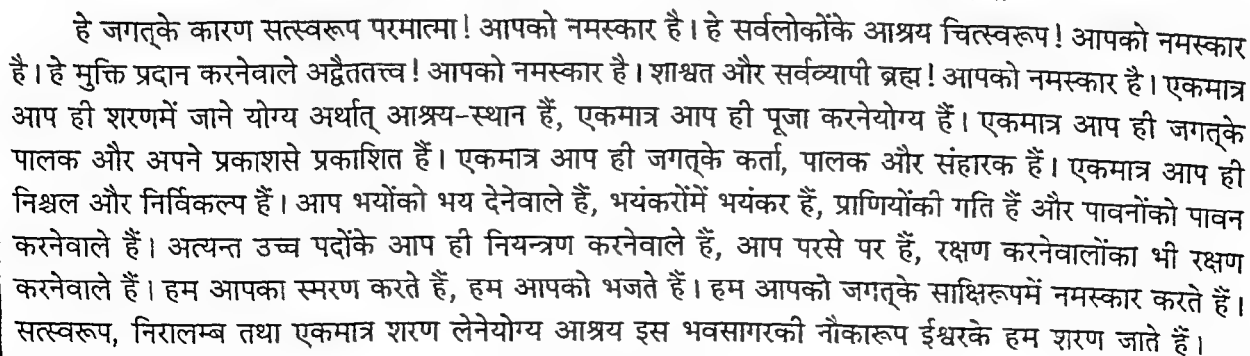 हे जगत्‌के कारण सत्स्वरूप परमात्मा! आपको नमस्कार है। हे सर्वलोकोंके आश्रय चित्स्वरूप! आपको नमस्कार
है। हे मुक्ति प्रदान करनेवाले अद्वैततत्त्व! आपको नमस्कार है। शाश्वत और सर्वव्यापी ब्रह्म! आपको नमस्कार है। एकमात्र
आप ही शरणमें जाने योग्य अर्थात् आश्रय-स्थान हैं, एकमात्र आप ही पूजा करनेयोग्य हैं। एकमात्र आप ही जगत्‌के
पालक और अपने प्रकाशसे प्रकाशित हैं। एकमात्र आप ही जगत्‌के कर्ता, पालक और संहारक हैं। एकमात्र आप ही
निश्चल और निर्विकल्प हैं। आप भयोंको भय देनेवाले हैं, भयंकरोंमें भयंकर हैं, प्राणियोंकी गति हैं और पावनोंको पावन
करनेवाले हैं। अत्यन्त उच्च पदोंके आप ही नियन्त्रण करनेवाले हैं, आप परसे पर हैं, रक्षण करनेवालोंका भी रक्षण
करनेवाले हैं। हम आपका स्मरण करते हैं, हम आपको भजते हैं। हम आपको जगत्‌के साक्षिरूपमें नमस्कार करते हैं।
सत्स्वरूप, निरालम्ब तथा एकमात्र शरण लेनेयोग्य आश्रय इस भवसागरकी नौकारूप ईश्वरके हम शरण जाते हैं।